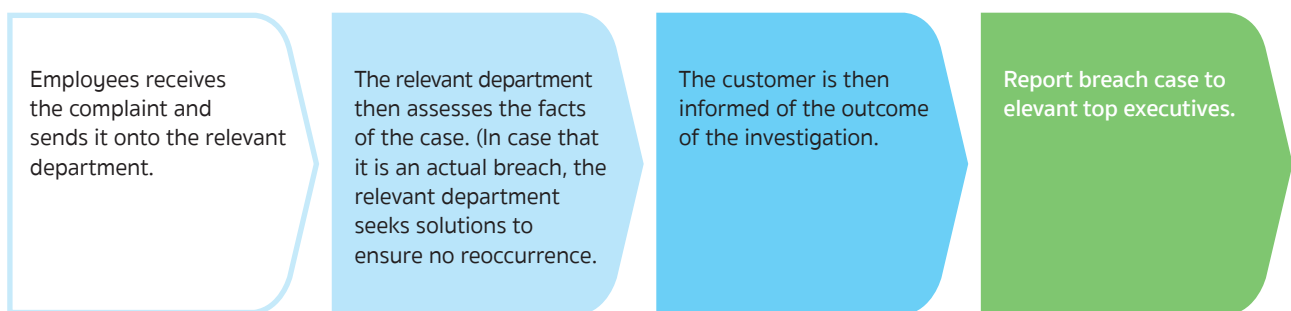 Employees receives
the complaint and
sends it onto the relevant
department.
The relevant department
then assesses the facts
of the case. (In case that
it is an actual breach, the
relevant department
seeks solutions to
ensure no reoccurrence.
The customer is then
informed of the outcome
of the investigation.
Report breach case to
elevant top executives.